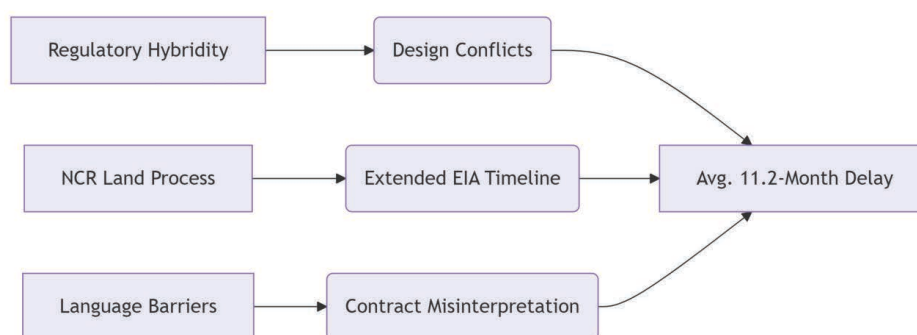 Regulatory Hybridity
Design Conflicts
NCR Land Process
Extended EIA Timeline
Avg. 11.2-Month Delay
Language Barriers
Contract Misinterpretation